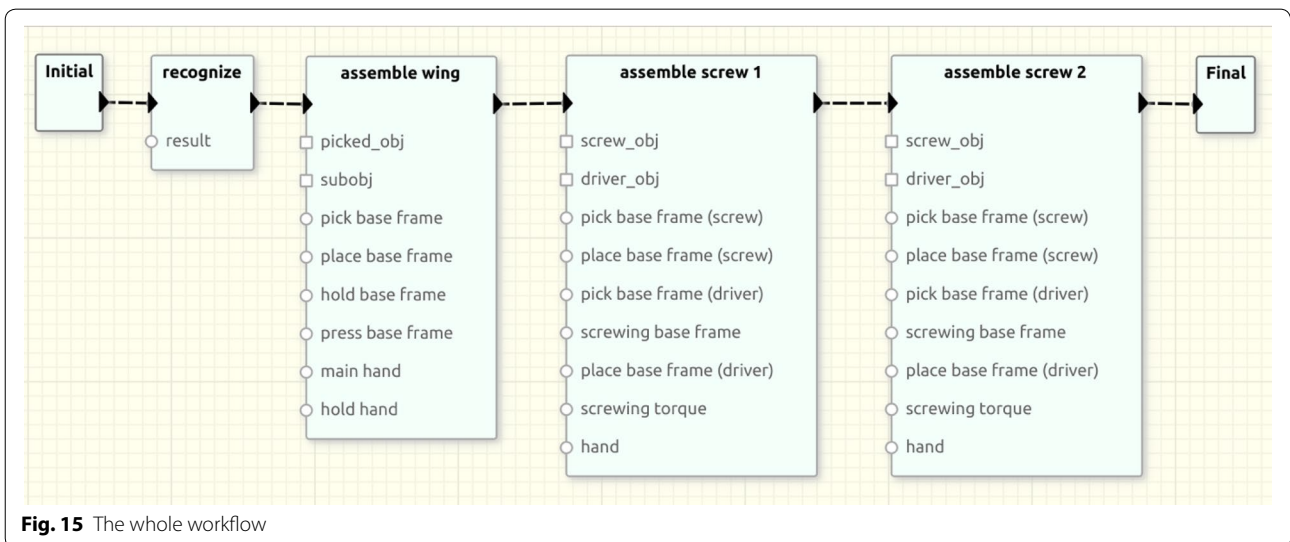 Initial
recognize
result
assemble wing
picked_obj
subobj
pick base frame
place base frame
hold base frame
press base frame
main hand
hold hand
assemble screw 1
screw_obj
driver_obj
pick base frame (screw)
place base frame (screw)
pick base frame (driver)
screwing base frame
place base frame (driver)
screwing torque
hand
assemble screw 2
screw_obj
driver_obj
pick base frame (screw)
place base frame (screw)
pick base frame (driver)
screwing base frame
place base frame (driver)
screwing torque
hand
Final
Fig. 15 The whole workflow